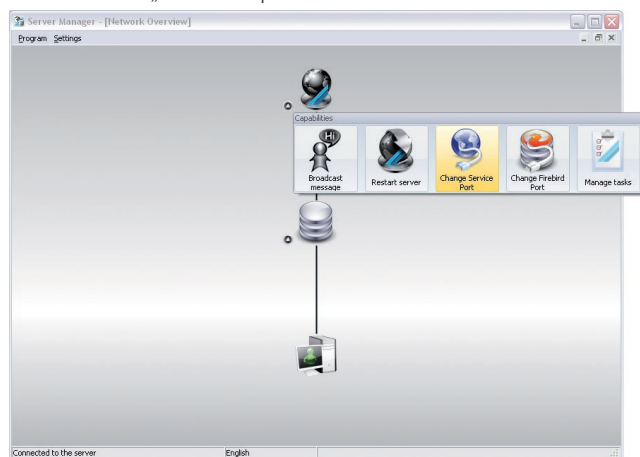 Server Manager - [Network Overview]
Program Settings
Capabilities
Hi
Broadcast
message
Restart server
Change Service
Port
Change Firebird
Port
Manage tasks
Connected to the server
English